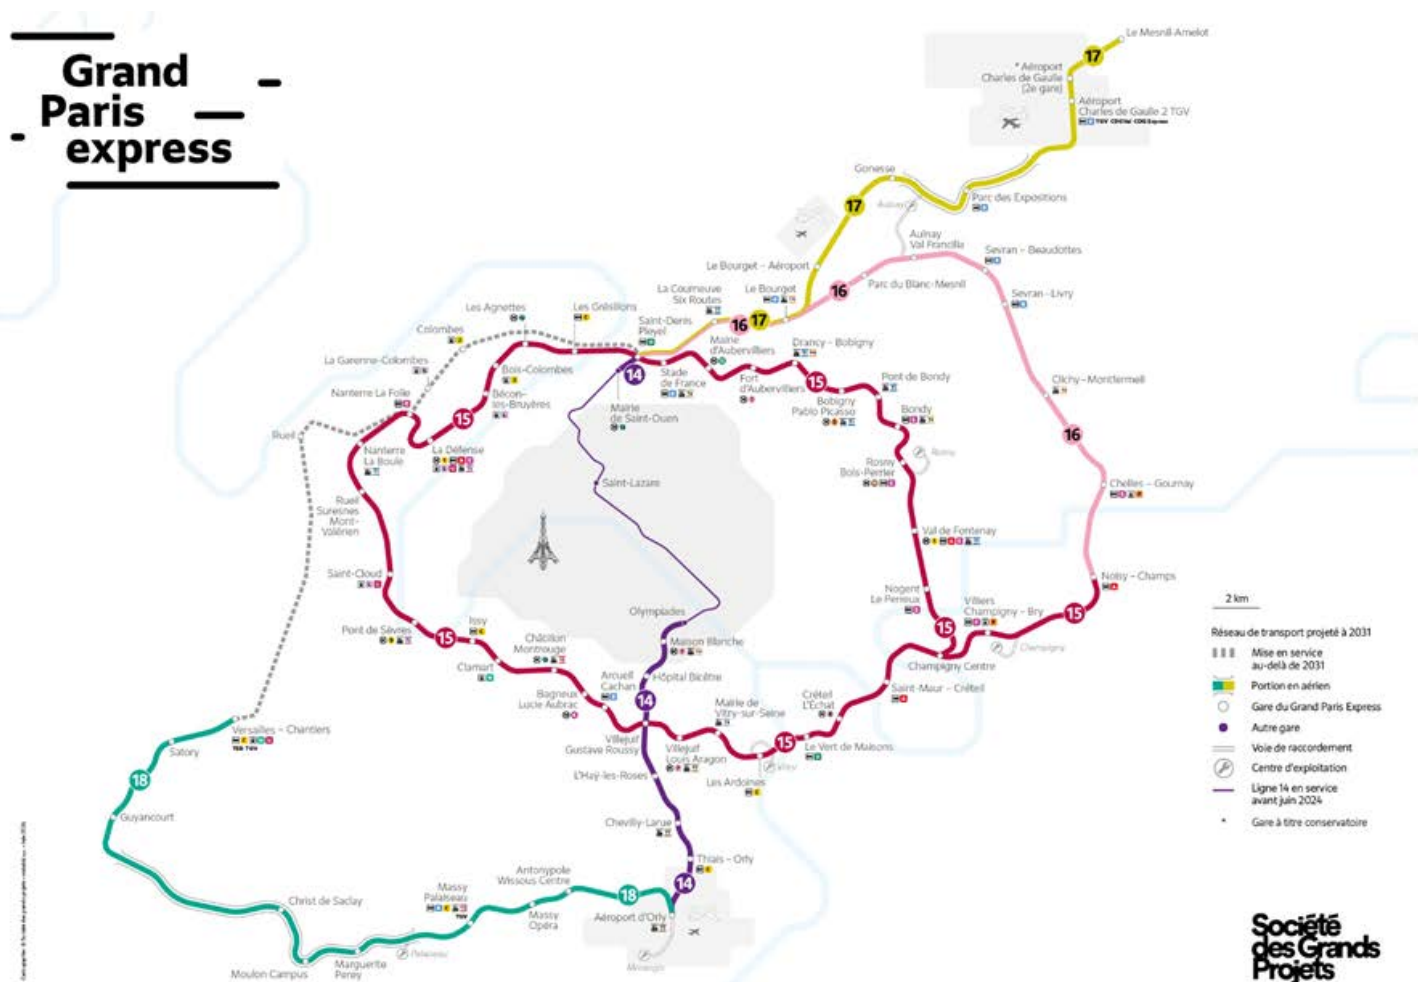 Grand
Paris
express
17
Le Mesnil-Amelot
* Aéroport
Charles de Gaulle
(2e gare)
Aéroport
Charles de Gaulle 2 TGV
Gonesse
17
Parc des Expositions
Aulnay
Aulnay
Val Francilia
Sevran – Beaudottes
Le Bourget – Aéroport
Parc du Blanc-Mesnil
Sevran – Livry
16
La Courneuve
Six Routes
Le Bourget
16
17
Les Agnettes
Les Grésillons
Saint-Denis
Pleyel
Colombes
Mairie
d'Aubervilliers
Drancy – Bobigny
La Garenne-Colombes
Bois-Colombes
14
Stade
de France
Fort
d'Aubervilliers
15
Pont de Bondy
Clichy – Montfermeil
Nanterre La Folie
Bécon-
les-Bruyères
15
Mairie
de Saint-Ouen
Bobigny
Pablo Picasso
Bondy
16
Rueil
Nanterre
La Boule
La Défense
Rosny
Bois-Perrier
Rosny
Saint-Lazare
Chelles – Gournay
Rueil
Suresnes
Mont-
Valérien
Val de Fontenay
Saint-Cloud
Noisy – Champs
Nogent
Le Perreux
Villiers
Champigny – Bry
15
15
Olympiades
Pont de Sèvres
15
Issy
Châtillon
Montrouge
Maison Blanche
Champigny
Champigny Centre
Clamart
Arcueil
Cachan
Hôpital Bicêtre
Saint-Maur – Créteil
Bagneux
Lucie Aubrac
14
Mairie de
Vitry-sur-Seine
Créteil
L'Echat
Versailles – Chantiers
Satory
Villejuif
Gustave Roussy
Villejuif
Louis Aragon
15
Le Vert de Maisons
18
L'Haÿ-les-Roses
Les Ardoines
Vitry
Guyancourt
Chevilly-Larue
Thiais – Orly
14
Antonypole
Wissous Centre
18
Massy
Palaiseau
TGV
Christ de Saclay
Massy
Opéra
Aéroport d'Orly
Palaiseau
Morangis
Moulon Campus
Marguerite
Perey
2 km
Réseau de transport projeté à 2031
Mise en service
au-delà de 2031
Portion en aérien
Gare du Grand Paris Express
Autre gare
Voie de raccordement
Centre d'exploitation
Ligne 14 en service
avant juin 2024
* Gare à titre conservatoire
Société
des Grands
Projets